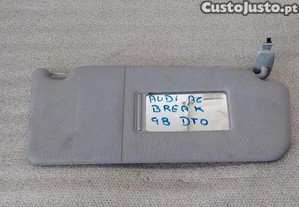 CustoJusto.pt
AUDI A6
BREAK
98 DTO